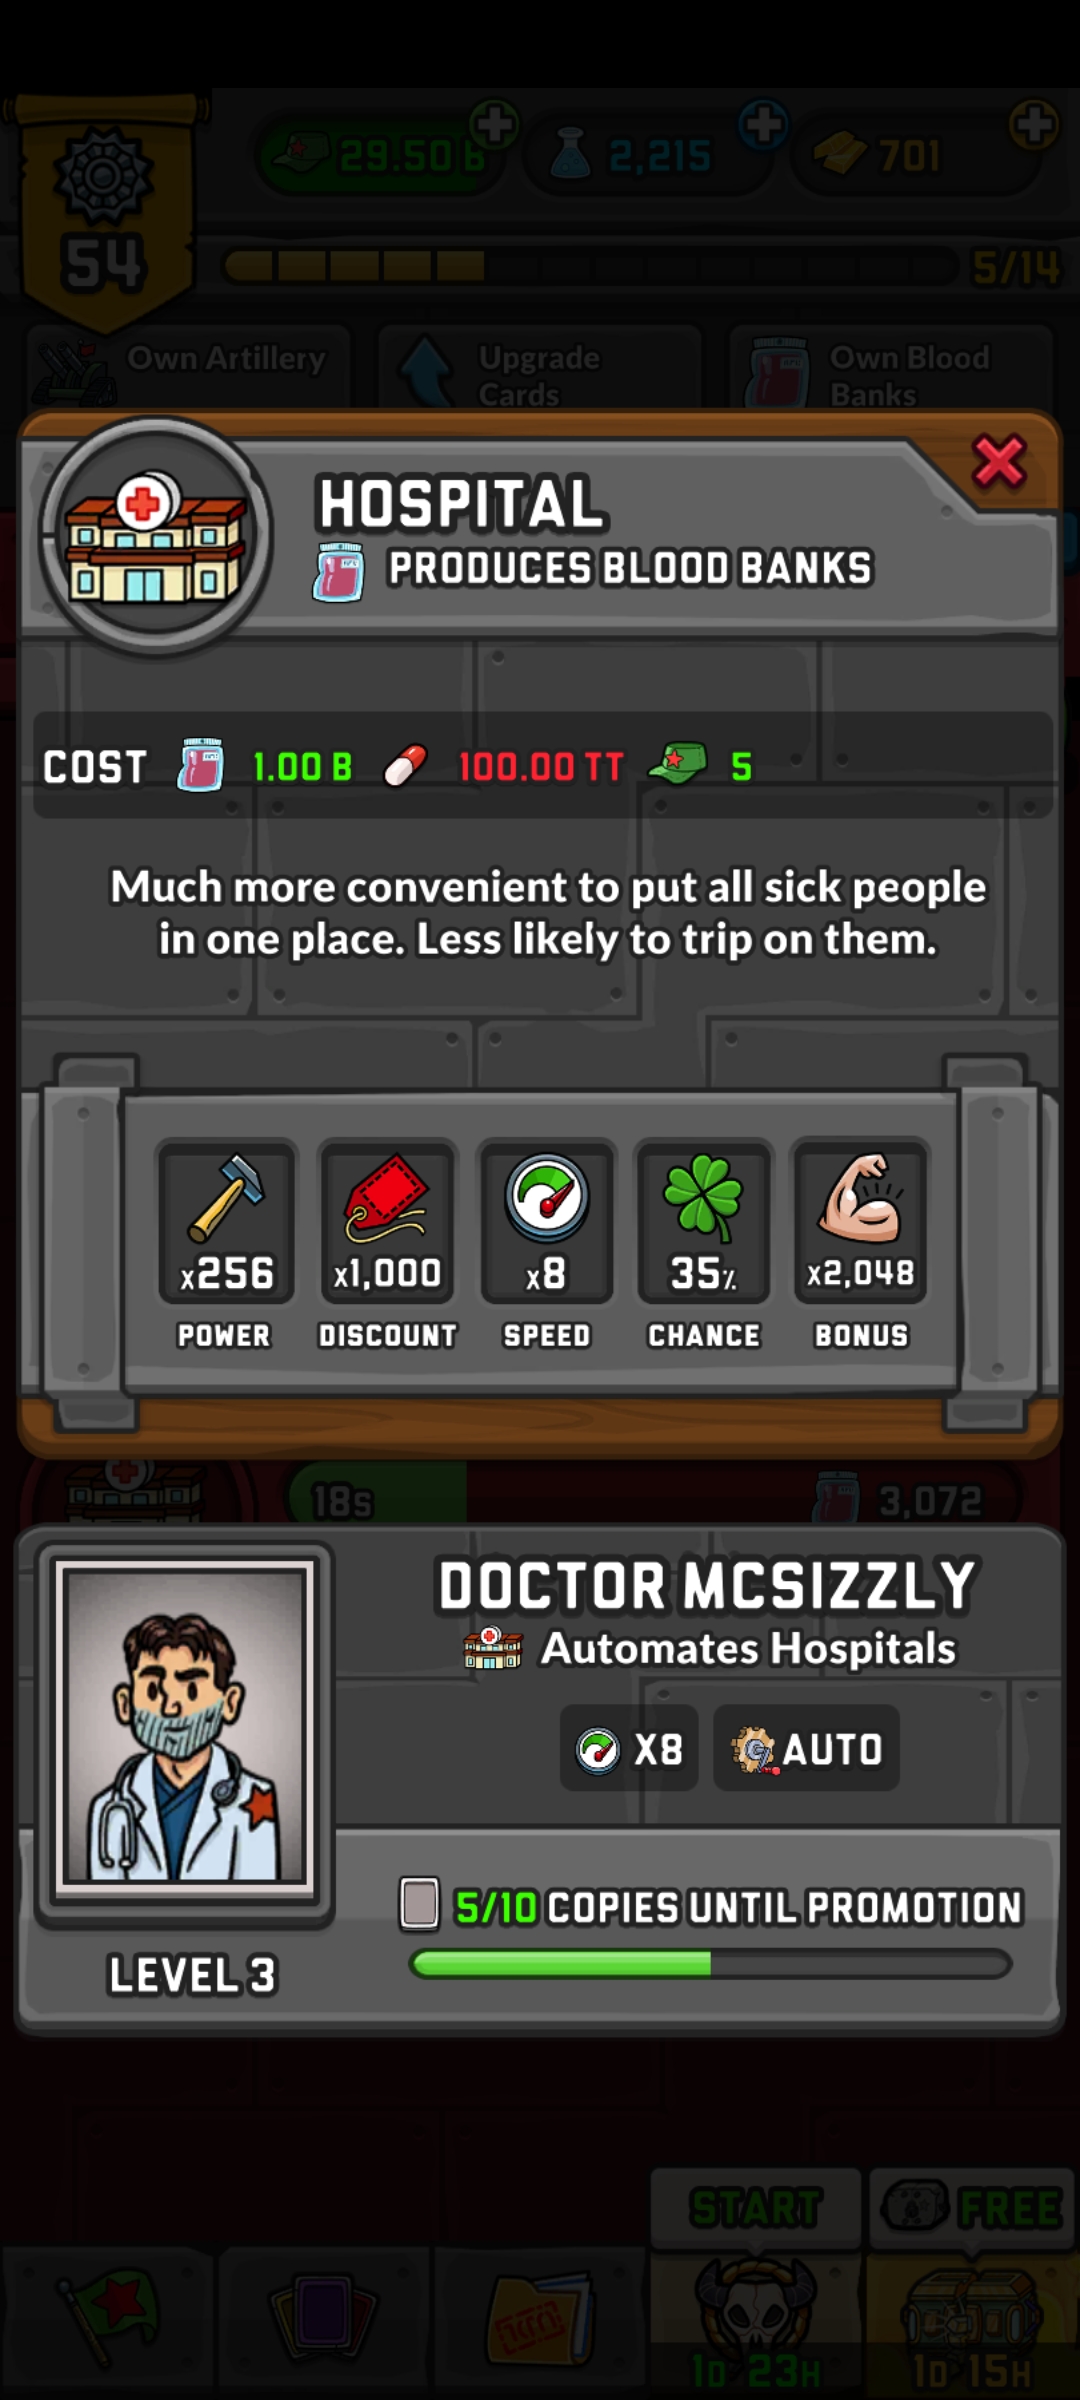 29.50 B
2,215
701
54
5/14
Own Artillery
Upgrade
Cards
Own Blood
Banks
HOSPITAL
PRODUCES BLOOD BANKS
COST 1.00 B 100.00 TT 5
Much more convenient to put all sick people
in one place. Less likely to trip on them.
x256
x1,000
x8
35%
x2,048
POWER
DISCOUNT
SPEED
CHANCE
BONUS
18s
3,072
DOCTOR MCSIZZLY
Automates Hospitals
X8
AUTO
5/10 COPIES UNTIL PROMOTION
LEVEL 3
START
FREE
1D 23H
1D 15H